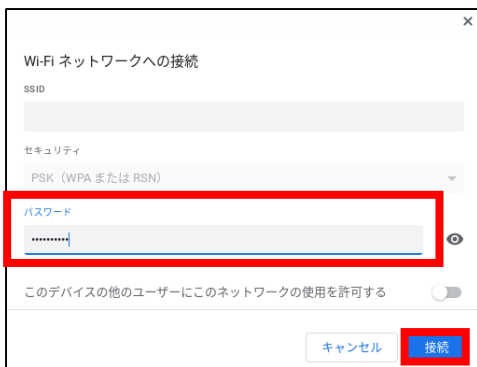 Wi-Fi ネットワークへの接続
SSID
セキュリティ
PSK（WPA または RSN）
パスワード
••••••••••
このデバイスの他のユーザーにこのネットワークの使用を許可する
キャンセル 接続